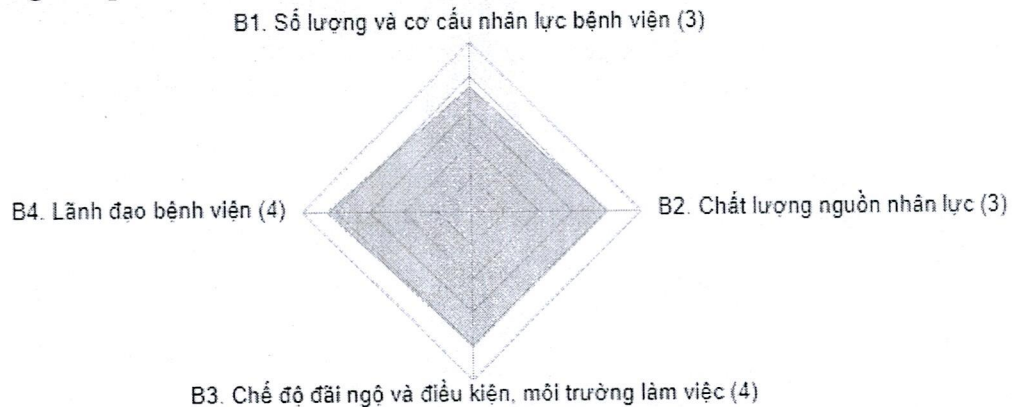 B1. Số lượng và cơ cấu nhân lực bệnh viện (3)
B4. Lãnh đạo bệnh viện (4)
B2. Chất lượng nguồn nhân lực (3)
B3. Chế độ đãi ngộ và điều kiện, môi trường làm việc (4)